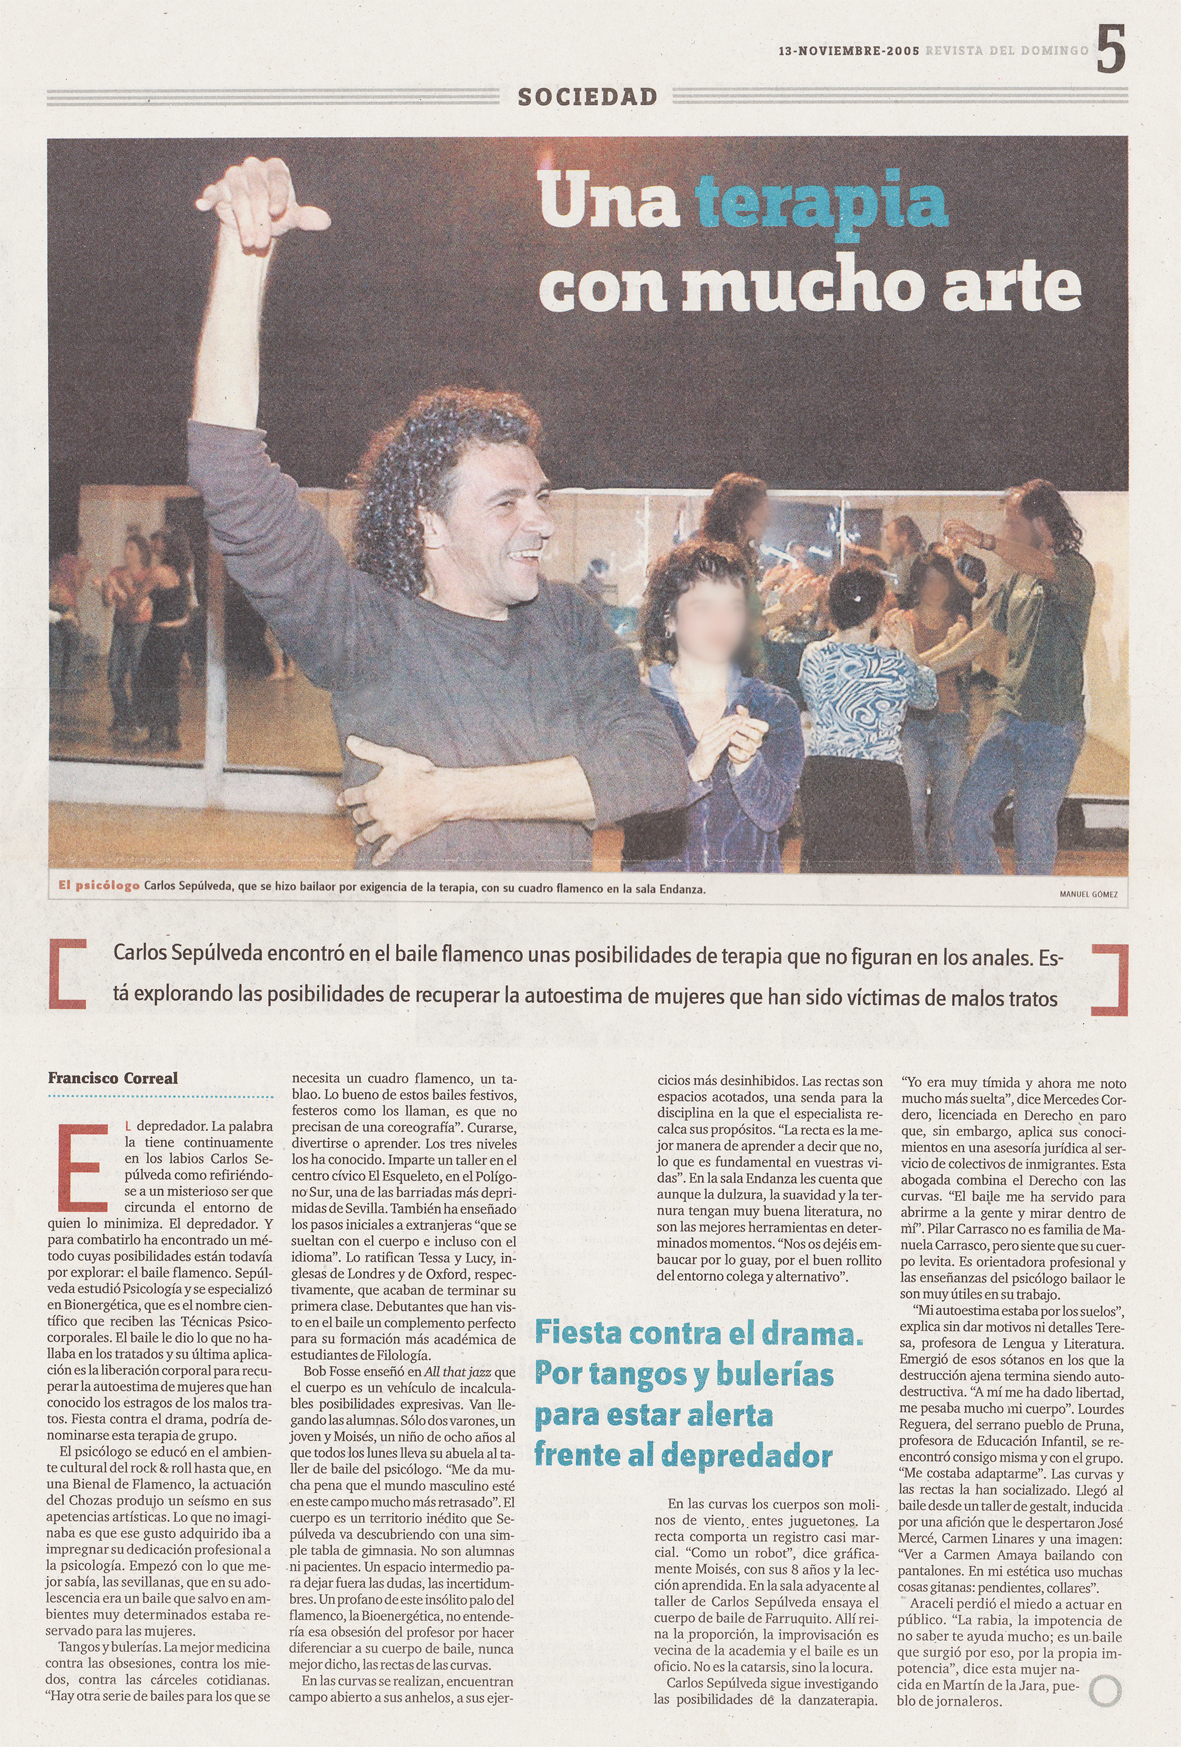 13-NOVIEMBRE-2005 REVISTA DEL DOMINGO 5
SOCIEDAD
Una terapia
con mucho arte
El psicólogo Carlos Sepúlveda, que se hizo bailaor por exigencia de la terapia, con su cuadro flamenco en la sala Endanza.
MANUEL GÓMEZ
Carlos Sepúlveda encontró en el baile flamenco unas posibilidades de terapia que no figuran en los anales. Es-
tá explorando las posibilidades de recuperar la autoestima de mujeres que han sido víctimas de malos tratos
Francisco Correal
EL depredador. La palabra
la tiene continuamente
en los labios Carlos Se-
púlveda como refiriéndo-
se a un misterioso ser que
circunda el entorno de
quien lo minimiza. El depredador. Y
para combatirlo ha encontrado un mé-
todo cuyas posibilidades están todavía
por explorar: el baile flamenco. Sepúl-
veda estudió Psicología y se especializó
en Bionergética, que es el nombre cien-
tífico que reciben las Técnicas Psico-
corporales. El baile le dio lo que no ha-
llaba en los tratados y su última aplica-
ción es la liberación corporal para recu-
perar la autoestima de mujeres que han
conocido los estragos de los malos tra-
tos. Fiesta contra el drama, podría de-
nominarse esta terapia de grupo.
El psicólogo se educó en el ambien-
te cultural del rock & roll hasta que, en
una Bienal de Flamenco, la actuación
del Chozas produjo un seísmo en sus
apetencias artísticas. Lo que no imagi-
naba es que ese gusto adquirido iba a
impregnar su dedicación profesional a
la psicología. Empezó con lo que me-
jor sabía, las sevillanas, que en su ado-
lescencia era un baile que salvo en am-
bientes muy determinados estaba re-
servado para las mujeres.
Tangos y bulerías. La mejor medicina
contra las obsesiones, contra los mie-
dos, contra las cárceles cotidianas.
“Hay otra serie de bailes para los que se
necesita un cuadro flamenco, un ta-
blao. Lo bueno de estos bailes festivos,
festeros como los llaman, es que no
precisan de una coreografía”. Curarse,
divertirse o aprender. Los tres niveles
los ha conocido. Imparte un taller en el
centro cívico El Esqueleto, en el Polígo-
no Sur, una de las barriadas más depri-
midas de Sevilla. También ha enseñado
los pasos iniciales a extranjeras “que se
sueltan con el cuerpo e incluso con el
idioma”. Lo ratifican Tessa y Lucy, in-
glesas de Londres y de Oxford, respec-
tivamente, que acaban de terminar su
primera clase. Debutantes que han vis-
to en el baile un complemento perfecto
para su formación más académica de
estudiantes de Filología.
Bob Fosse enseñó en All that jazz que
el cuerpo es un vehículo de incalcula-
bles posibilidades expresivas. Van lle-
gando las alumnas. Sólo dos varones, un
joven y Moisés, un niño de ocho años al
que todos los lunes lleva su abuela al ta-
ller de baile del psicólogo. “Me da mu-
cha pena que el mundo masculino esté
en este campo mucho más retrasado”. El
cuerpo es un territorio inédito que Se-
púlveda va descubriendo con una sim-
ple tabla de gimnasia. No son alumnas
ni pacientes. Un espacio intermedio pa-
ra dejar fuera las dudas, las incertidum-
bres. Un profano de este insólito palo del
flamenco, la Bioenergética, no entende-
ría esa obsesión del profesor por hacer
diferenciar a su cuerpo de baile, nunca
mejor dicho, las rectas de las curvas.
En las curvas se realizan, encuentran
campo abierto a sus anhelos, a sus ejer-
cicios más desinhibidos. Las rectas son
espacios acotados, una senda para la
disciplina en la que el especialista re-
calca sus propósitos. “La recta es la me-
jor manera de aprender a decir que no,
lo que es fundamental en vuestras vi-
das”. En la sala Endanza les cuenta que
aunque la dulzura, la suavidad y la ter-
nura tengan muy buena literatura, no
son las mejores herramientas en deter-
minados momentos. “Nos os dejéis em-
baucar por lo guay, por el buen rollito
del entorno colega y alternativo”.
Fiesta contra el drama.
Por tangos y bulerías
para estar alerta
frente al depredador
En las curvas los cuerpos son moli-
nos de viento, entes juguetones. La
recta comporta un registro casi mar-
cial. “Como un robot”, dice gráfica-
mente Moisés, con sus 8 años y la lec-
ción aprendida. En la sala adyacente al
taller de Carlos Sepúlveda ensaya el
cuerpo de baile de Farruquito. Allí rei-
na la proporción, la improvisación es
vecina de la academia y el baile es un
oficio. No es la catarsis, sino la locura.
Carlos Sepúlveda sigue investigando
las posibilidades de la danzaterapia.
“Yo era muy tímida y ahora me noto
mucho más suelta”, dice Mercedes Cor-
dero, licenciada en Derecho en paro
que, sin embargo, aplica sus conoci-
mientos en una asesoría jurídica al ser-
vicio de colectivos de inmigrantes. Esta
abogada combina el Derecho con las
curvas. “El baile me ha servido para
abrirme a la gente y mirar dentro de
mí”. Pilar Carrasco no es familia de Ma-
nuela Carrasco, pero siente que su cuer-
po levita. Es orientadora profesional y
las enseñanzas del psicólogo bailaor le
son muy útiles en su trabajo.
“Mi autoestima estaba por los suelos”,
explica sin dar motivos ni detalles Tere-
sa, profesora de Lengua y Literatura.
Emergió de esos sótanos en los que la
destrucción ajena termina siendo auto-
destructiva. “A mí me ha dado libertad,
me pesaba mucho mi cuerpo”. Lourdes
Reguera, del serrano pueblo de Pruna,
profesora de Educación Infantil, se re-
encontró consigo misma y con el grupo.
“Me costaba adaptarme”. Las curvas y
las rectas la han socializado. Llegó al
baile desde un taller de gestalt, inducida
por una afición que le despertaron José
Mercé, Carmen Linares y una imagen:
“Ver a Carmen Amaya bailando con
pantalones. En mi estética uso muchas
cosas gitanas: pendientes, collares”.
Araceli perdió el miedo a actuar en
público. “La rabia, la impotencia de
no saber te ayuda mucho; es un baile
que surgió por eso, por la propia im-
potencia”, dice esta mujer na-
cida en Martín de la Jara, pue-
blo de jornaleros.